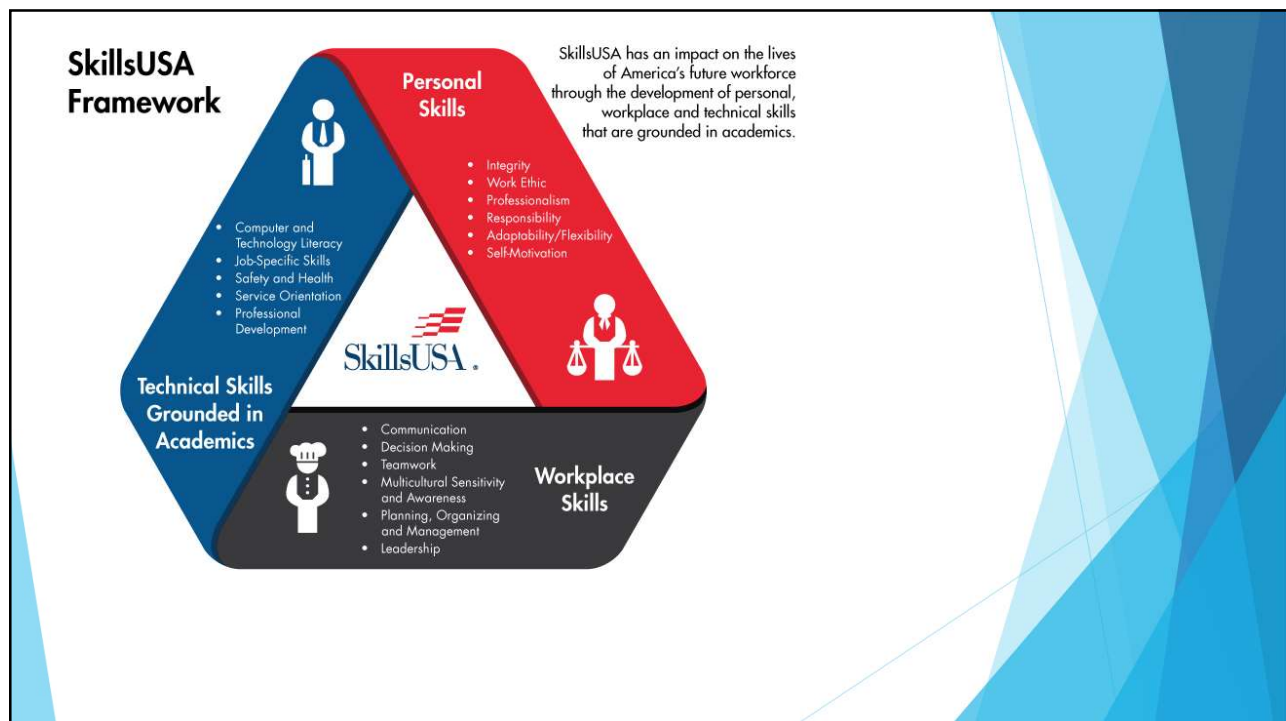 SkillsUSA
Framework
SkillsUSA has an impact on the lives
of America's future workforce
through the development of personal,
workplace and technical skills
that are grounded in academics.
Personal
Skills
• Integrity
• Work Ethic
• Professionalism
• Responsibility
• Adaptability/Flexibility
• Self-Motivation
• Computer and
Technology Literacy
• Job-Specific Skills
• Safety and Health
• Service Orientation
• Professional
Development
Technical Skills
Grounded in
Academics
SkillsUSA®
• Communication
• Decision Making
• Teamwork
• Multicultural Sensitivity
and Awareness
• Planning, Organizing
and Management
• Leadership
Workplace
Skills